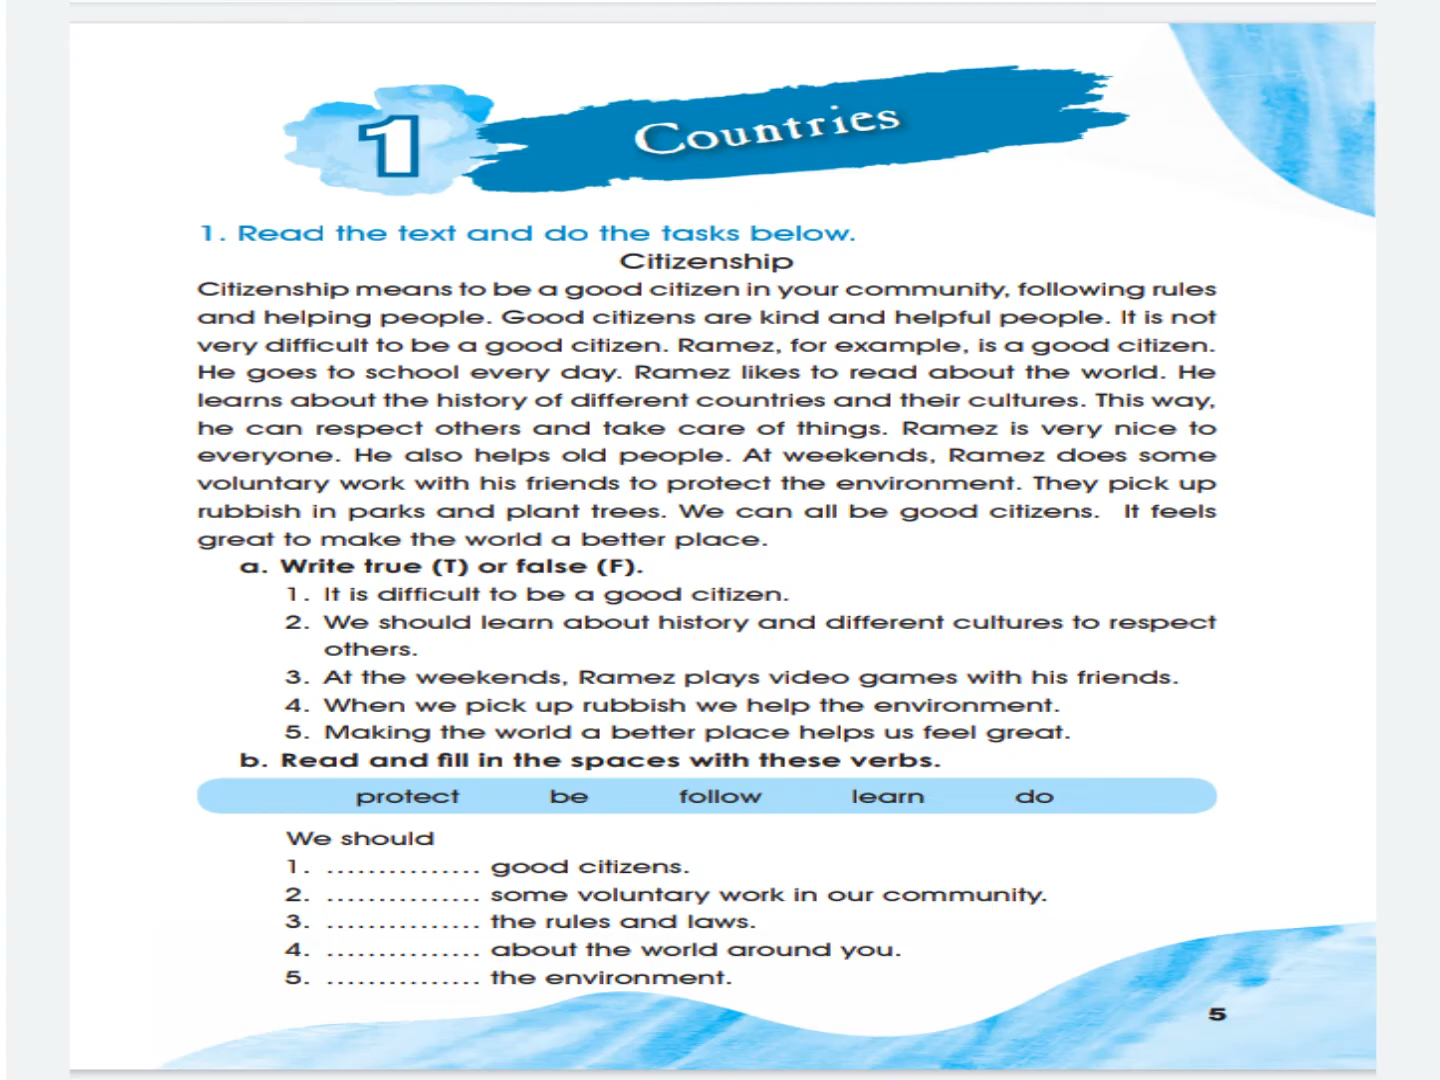 1
Countries
1. Read the text and do the tasks below.
Citizenship
Citizenship means to be a good citizen in your community, following rules
and helping people. Good citizens are kind and helpful people. It is not
very difficult to be a good citizen. Ramez, for example, is a good citizen.
He goes to school every day. Ramez likes to read about the world. He
learns about the history of different countries and their cultures. This way,
he can respect others and take care of things. Ramez is very nice to
everyone. He also helps old people. At weekends, Ramez does some
voluntary work with his friends to protect the environment. They pick up
rubbish in parks and plant trees. We can all be good citizens. It feels
great to make the world a better place.
a. Write true (T) or false (F).
1. It is difficult to be a good citizen.
2. We should learn about history and different cultures to respect
others.
3. At the weekends, Ramez plays video games with his friends.
4. When we pick up rubbish we help the environment.
5. Making the world a better place helps us feel great.
b. Read and fill in the spaces with these verbs.
protect be follow learn do
We should
1. ............... good citizens.
2. ............... some voluntary work in our community.
3. ............... the rules and laws.
4. ............... about the world around you.
5. ............... the environment.
5